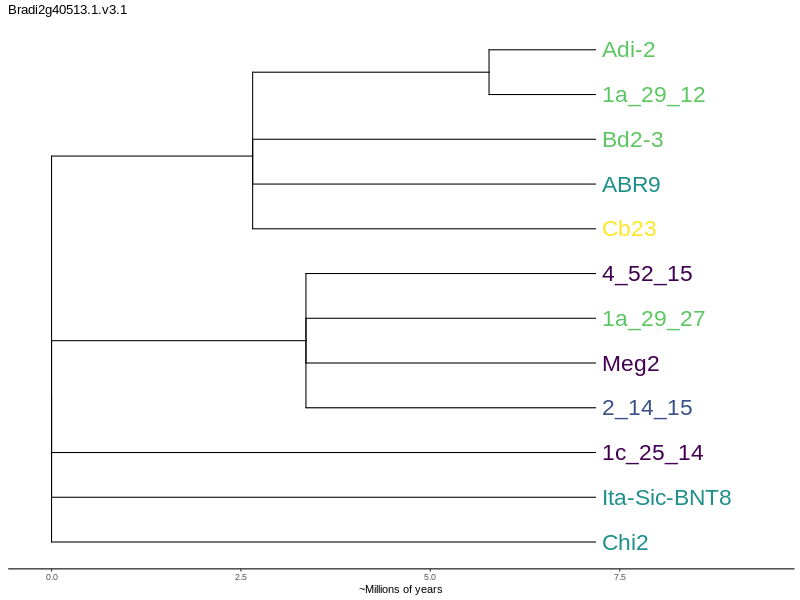 Bradi2g40513.1.v3.1
Adi-2
1a_29_12
Bd2-3
ABR9
Cb23
4_52_15
1a_29_27
Meg2
2_14_15
1c_25_14
Ita-Sic-BNT8
Chi2
0.0 2.5 5.0 7.5
~Millions of years